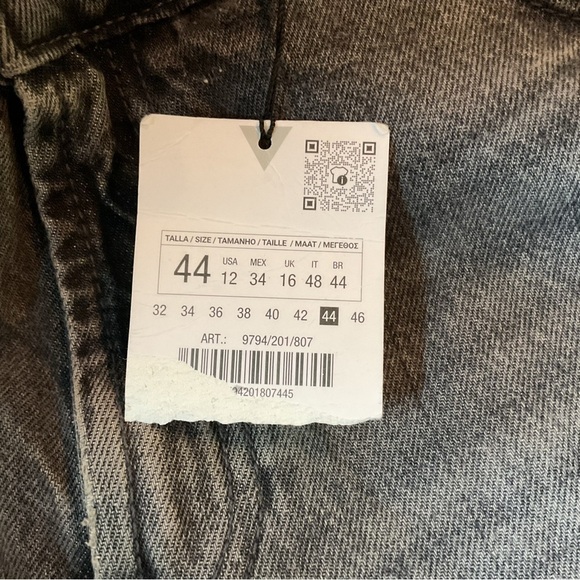 TALLA / SIZE / TAMANHO / TAILLE / MAAT / ΜΕΓΕΘΟΣ
44 USA 12 MEX 34 UK 16 IT 48 BR 44
32 34 36 38 40 42 44 46
ART.: 9794/201/807
4201807445